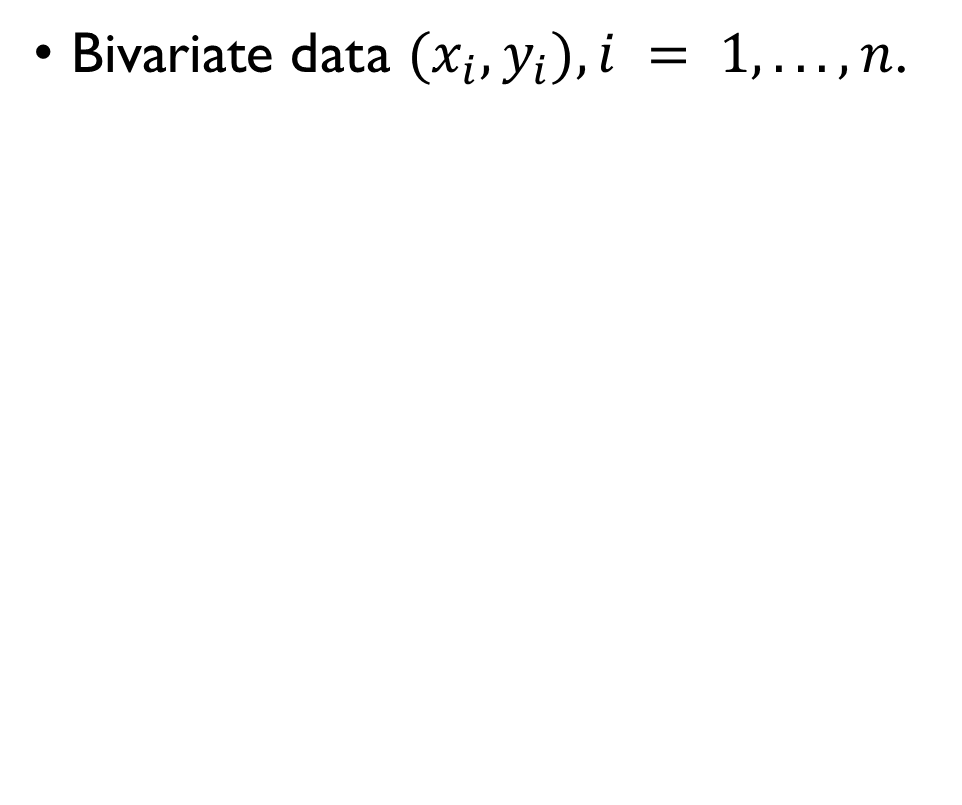 • Bivariate data (xᵢ, yᵢ), i = 1, . . . , n.